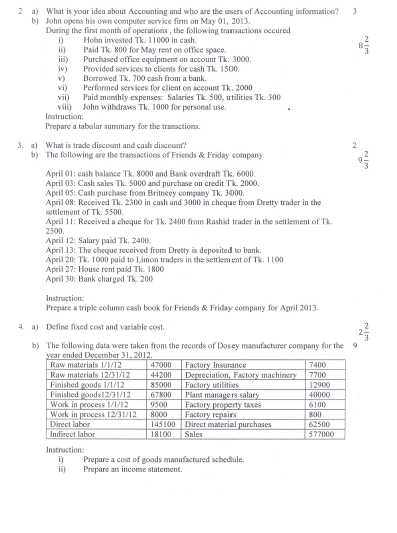 2 a) What is your idea about Accounting and who are the users of Accounting information? 3
b) John opens his own computer service firm on May 01, 2013. 8 2/3
During the first month of operations , the following transactions occured
i) Hohn invested Tk. 11000 in cash.
ii) Paid Tk. 800 for May rent on office space.
iii) Purchased office equipment on account Tk. 3000.
iv) Provided services to clients for cash Tk. 1500.
v) Borrowed Tk. 700 cash from a bank.
vi) Performed services for client on account Tk. 2000
vii) Paid monthly expenses: Salaries Tk. 500, utilities Tk. 300
viii) John withdraws Tk. 1000 for personal use.
Instruction:
Prepare a tabular summary for the transctions.
3. a) What is trade discount and cash discount? 2
b) The following are the transactions of Friends & Friday company 9 2/3
April 01: cash balance Tk. 8000 and Bank overdraft Tk. 6000.
April 03: Cash sales Tk. 5000 and purchase on credit Tk. 2000.
April 05: Cash purchase from Britneey company Tk. 3000.
April 08: Received Tk. 2300 in cash and 3000 in cheque from Dretty trader in the
settlement of Tk. 5500.
April 11: Received a cheque for Tk. 2400 from Rashid trader in the settlement of Tk.
2500.
April 12: Salary paid Tk. 2400.
April 13: The cheque received from Dretty is deposited to bank.
April 20: Tk. 1000 paid to Limon traders in the settlement of Tk. 1100
April 27: House rent paid Tk. 1800
April 30: Bank charged Tk. 200
Instruction:
Prepare a triple column cash book for Friends & Friday company for April 2013.
4. a) Define fixed cost and variable cost. 2 2/3
b) The following data were taken from the records of Dosey manufacturer company for the 9
year ended December 31, 2012.
Raw materials 1/1/12 47000 Factory Insurance 7400
Raw materials 12/31/12 44200 Depreciation, Factory machinery 7700
Finished goods 1/1/12 85000 Factory utilities 12900
Finished goods12/31/12 67800 Plant managers salary 40000
Work in process 1/1/12 9500 Factory property taxes 6100
Work in process 12/31/12 8000 Factory repairs 800
Direct labor 145100 Direct material purchases 62500
Indirect labor 18100 Sales 577000
Instruction:
i) Prepare a cost of goods manufactured schedule.
ii) Prepare an income statement.